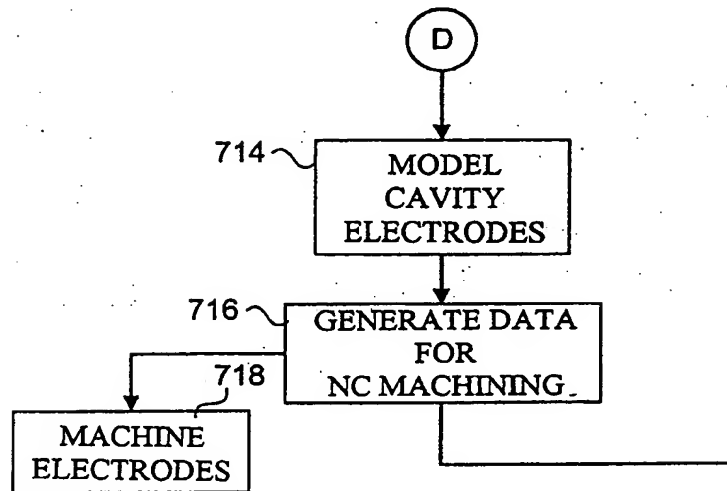 D
714
MODEL
CAVITY
ELECTRODES
716
GENERATE DATA
FOR
NC MACHINING
718
MACHINE
ELECTRODES